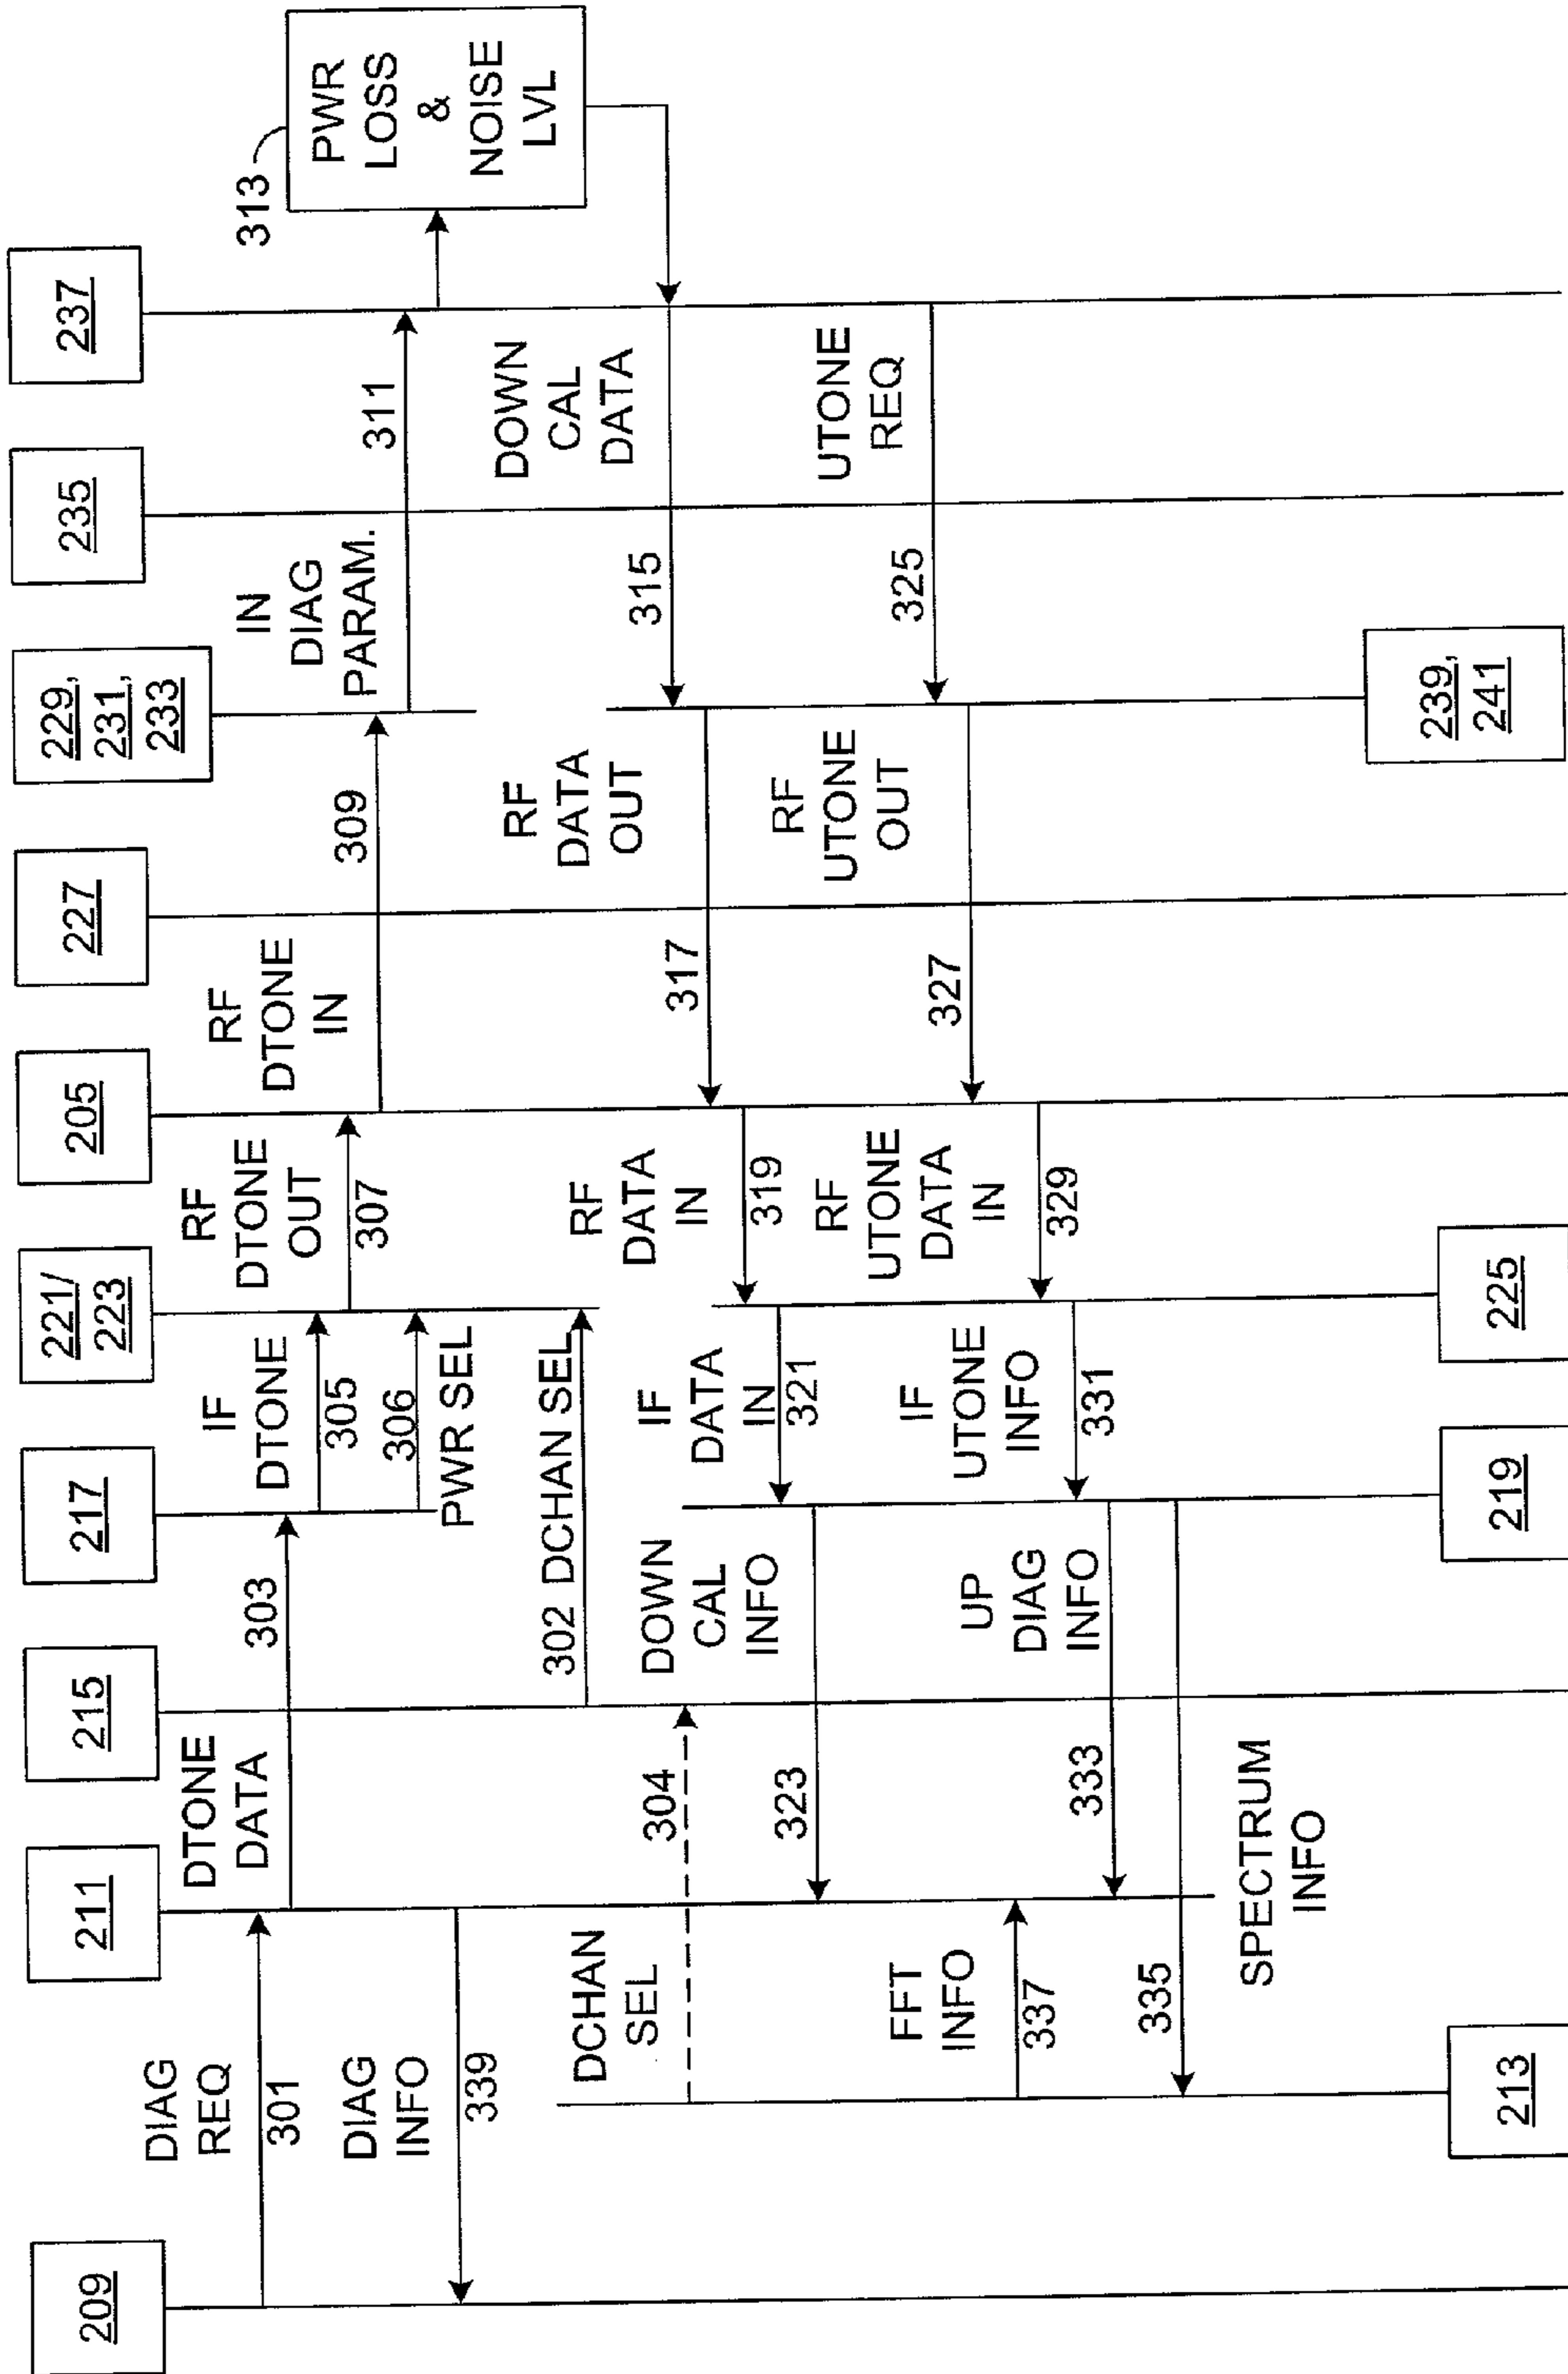 209
211
215
217
221/
223
205
227
229,
231,
233
235
237
DIAG
REQ
301
DTONE
DATA
303
IF
DTONE
305
306
PWR SEL
RF
DTONE
OUT
307
RF
DTONE
IN
309
IN
DIAG
PARAM.
311
313
PWR
LOSS
&
NOISE
LVL
DIAG
INFO
339
302 DCHAN SEL
DCHAN
SEL
304
DOWN
CAL
DATA
315
RF
DATA
OUT
317
RF
DATA
IN
319
IF
DATA
IN
321
DOWN
CAL
INFO
323
UTONE
REQ
325
RF
UTONE
OUT
327
RF
UTONE
DATA
IN
329
IF
UTONE
INFO
331
UP
DIAG
INFO
333
FFT
INFO
337
335
SPECTRUM
INFO
213
219
225
239,
241